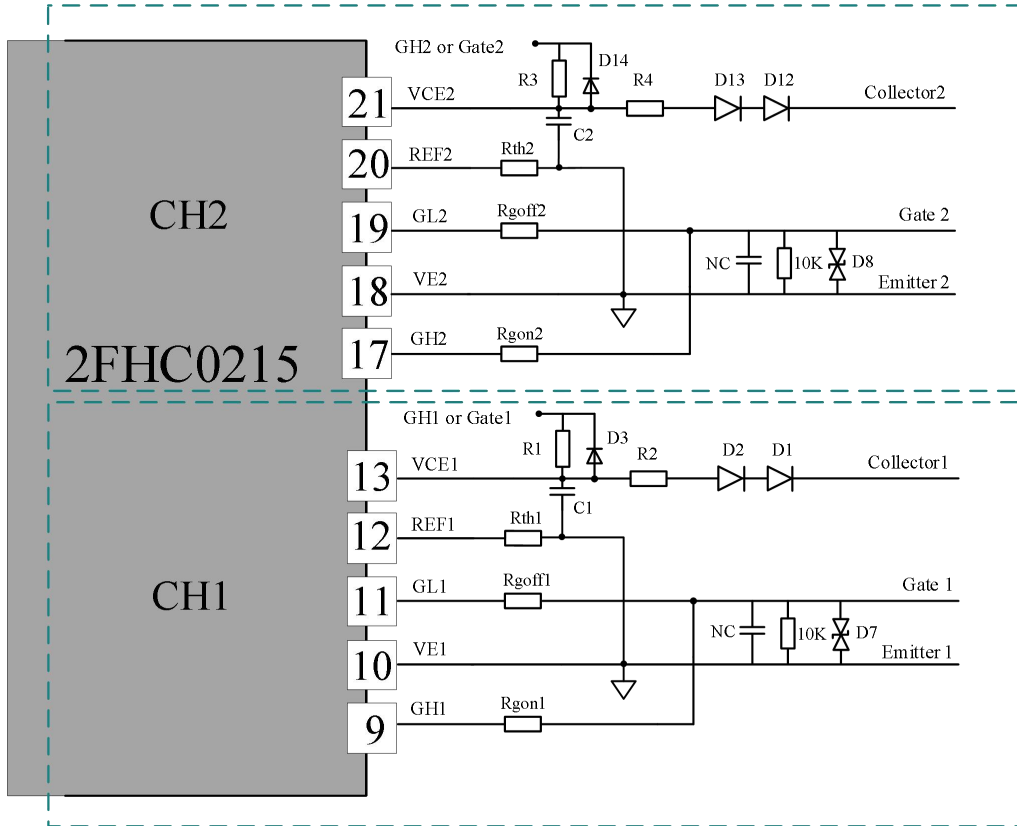 GH2 or Gate2
D14
R3
R4
D13
D12
Collector2
21
VCE2
C2
20
REF2
Rth2
CH2
19
GL2
Rgoff2
Gate 2
NC
10K
D8
18
VE2
Emitter 2
17
GH2
Rgon2
2FHC0215
GH1 or Gate1
D3
R1
R2
D2
D1
Collector1
13
VCE1
C1
12
REF1
Rth1
CH1
11
GL1
Rgoff1
Gate 1
NC
10K
D7
10
VE1
Emitter 1
9
GH1
Rgon1